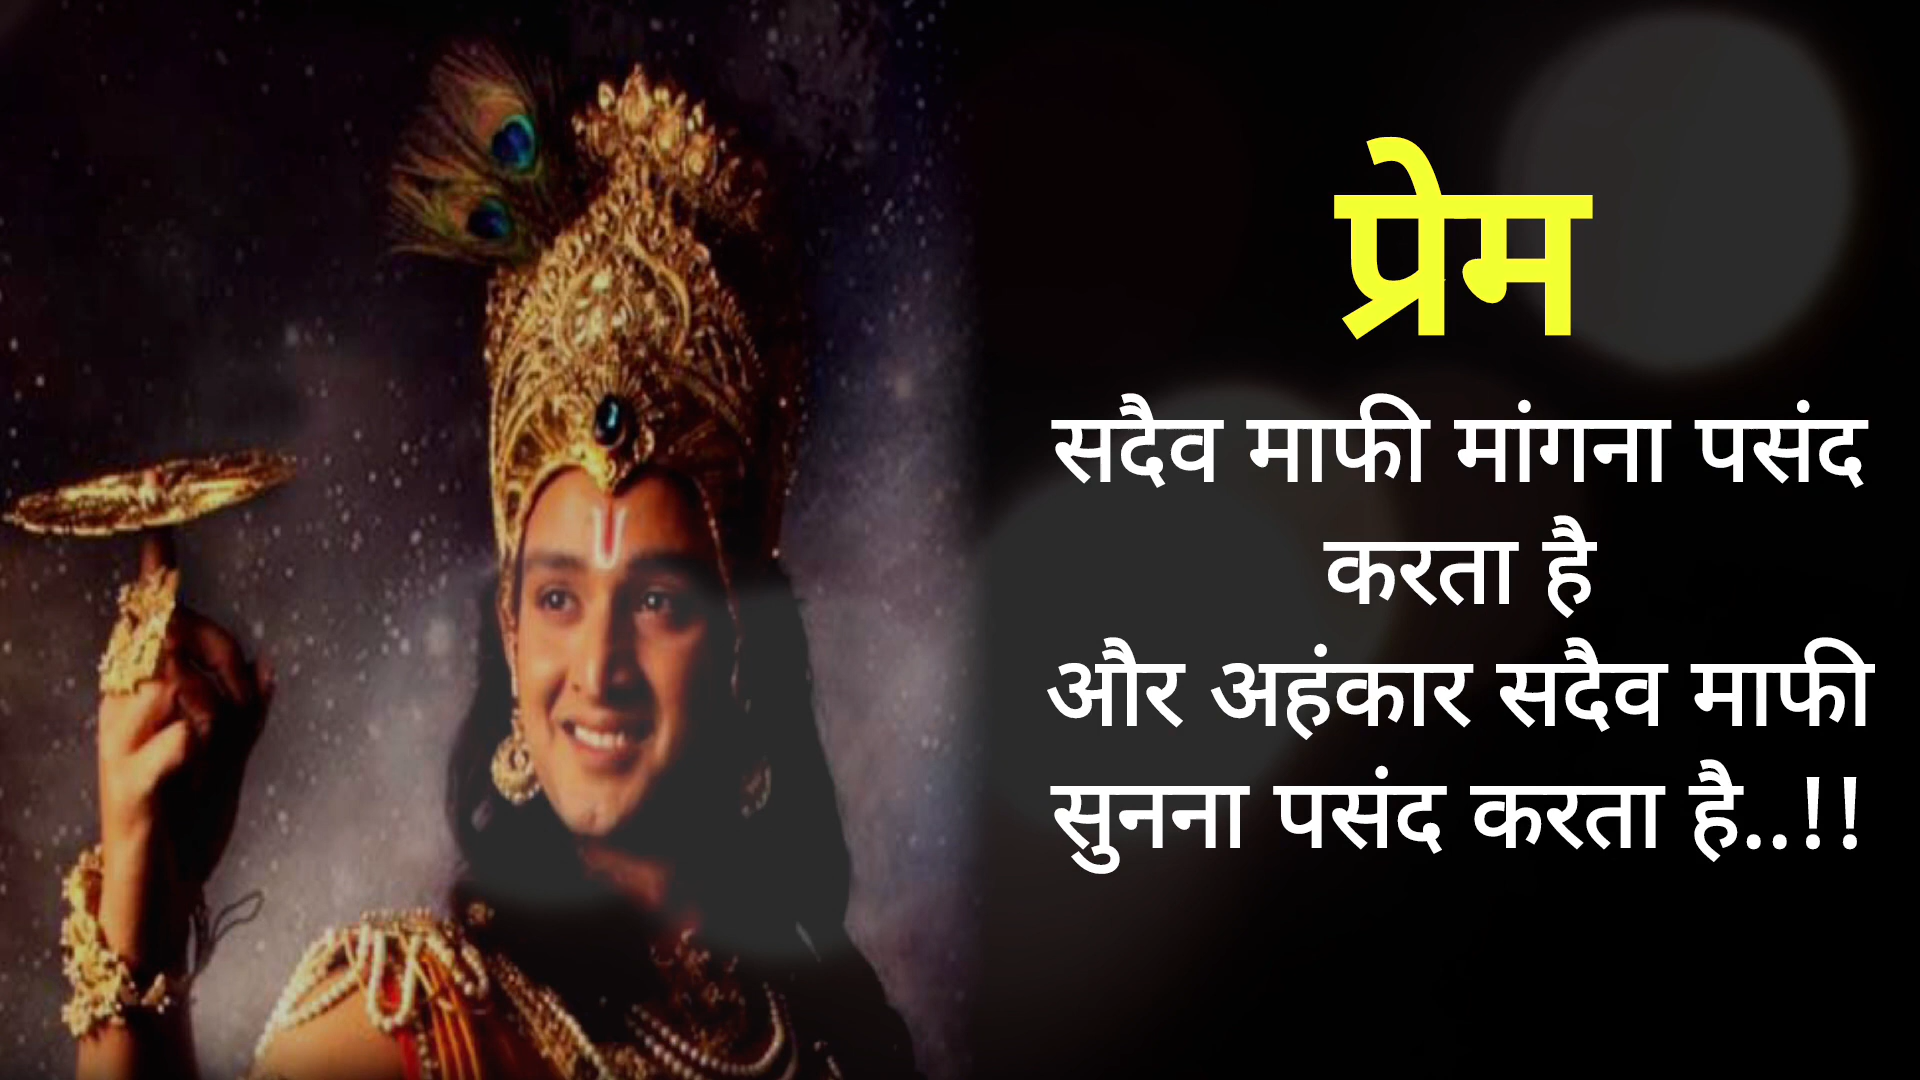 प्रेम
सदैव माफी मांगना पसंद
करता है
और अहंकार सदैव माफी
सुनना पसंद करता है..!!